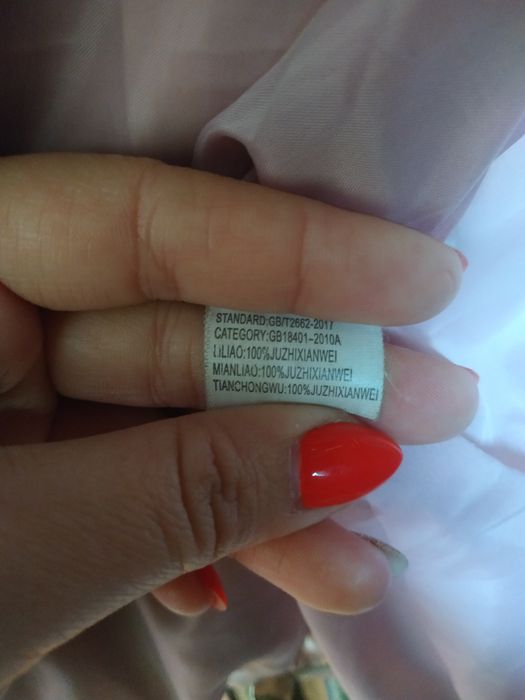 STANDARD:GB/T2662-2017
CATEGORY:GB18401-2010A
LILIAO:100%JUZHIXIANWEI
MIANLIAO:100%JUZHIXIANWEI
TIANCHONGWU:100%JUZHIXIANWEI